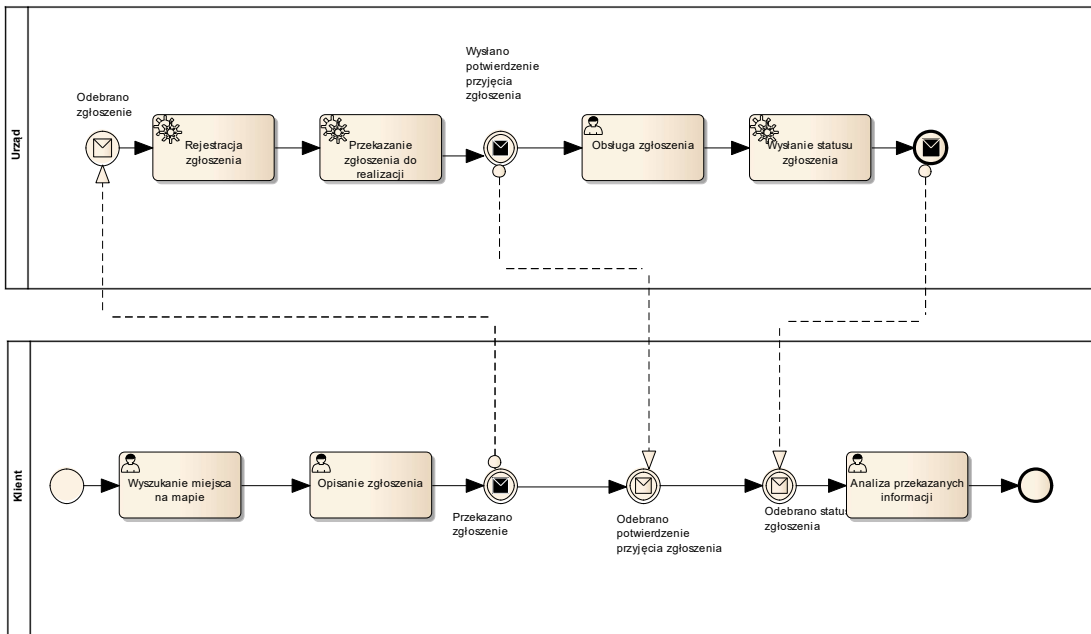 Urząd
Odebrano
zgłoszenie
Rejestracja
zgłoszenia
Przekazanie
zgłoszenia do
realizacji
Wysłano
potwierdzenie
przyjęcia
zgłoszenia
Obsługa zgłoszenia
Wysłanie statusu
zgłoszenia
Klient
Wyszukanie miejsca
na mapie
Opisanie zgłoszenia
Przekazano
zgłoszenie
Odebrano
potwierdzenie
przyjęcia zgłoszenia
Odebrano status
zgłoszenia
Analiza przekazanych
informacji